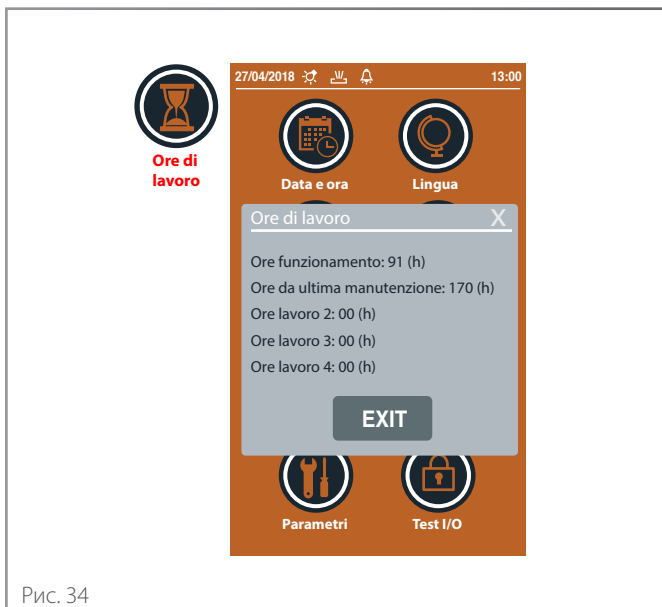 27/04/2018 13:00
Ore di
lavoro
Data e ora Lingua
Ore di lavoro X
Ore funzionamento: 91 (h)
Ore da ultima manutenzione: 170 (h)
Ore lavoro 2: 00 (h)
Ore lavoro 3: 00 (h)
Ore lavoro 4: 00 (h)
EXIT
Parametri Test I/O
Рис. 34